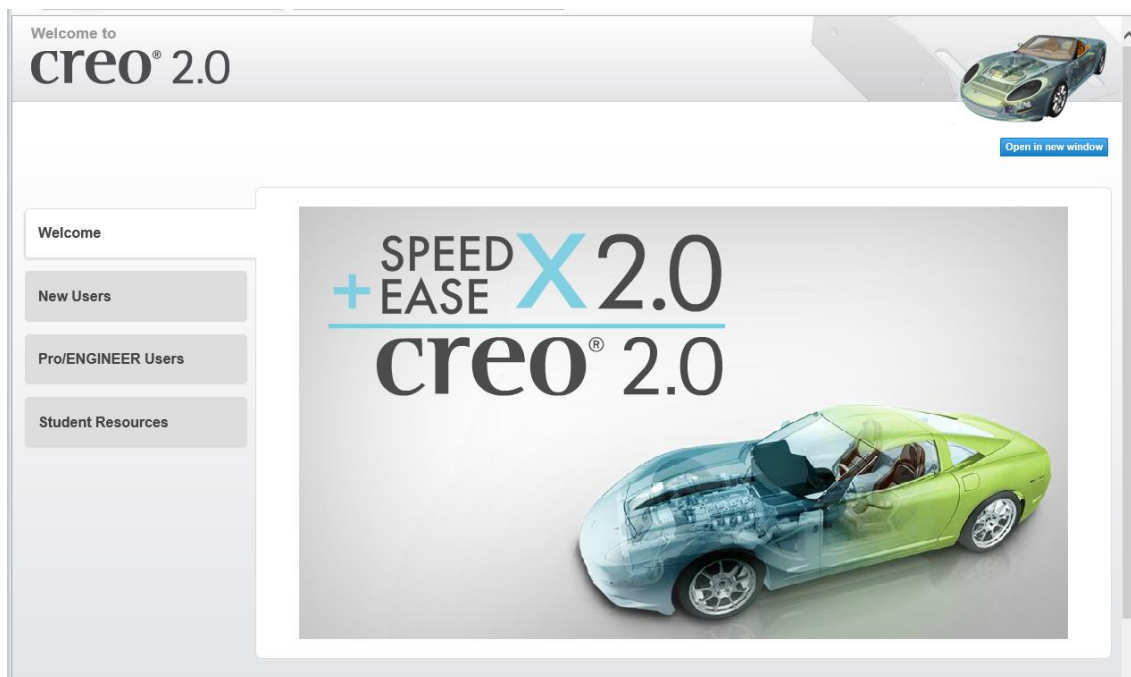 Welcome to
creo® 2.0
Open in new window
Welcome
New Users
Pro/ENGINEER Users
Student Resources
SPEED X 2.0
+ EASE
creo® 2.0